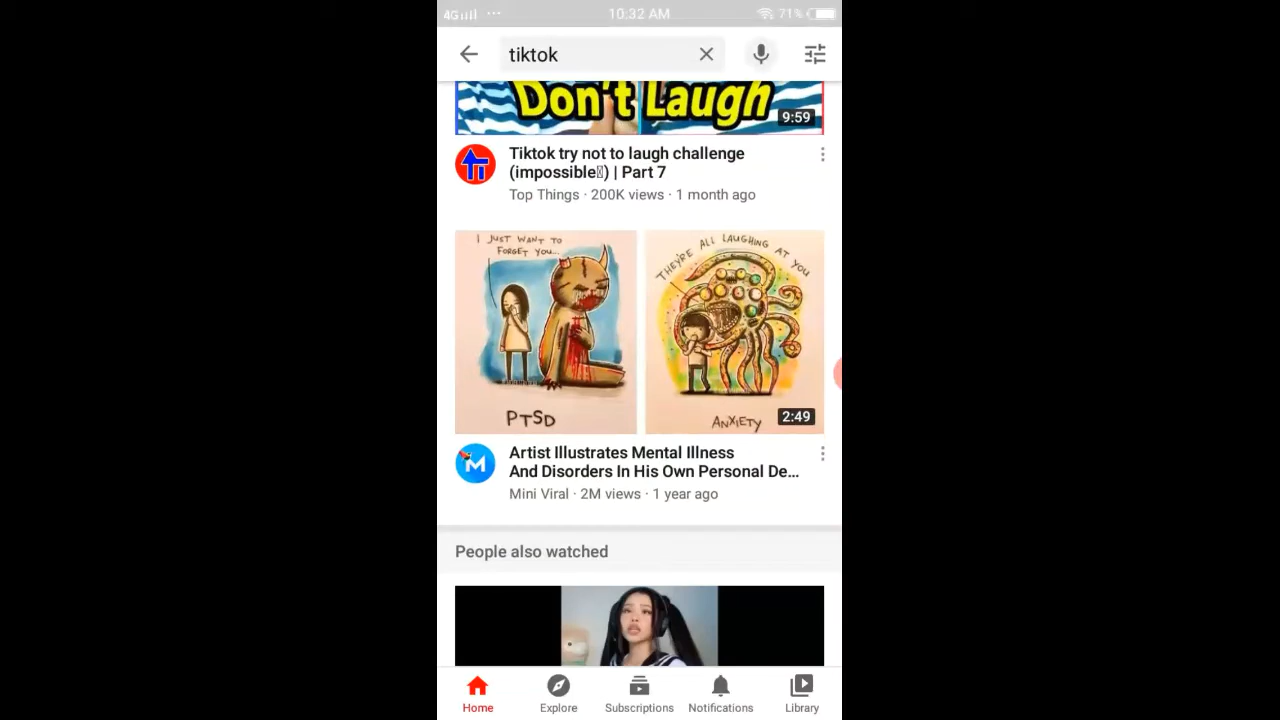 4G ... 10:32 AM 71%
tiktok
Don't Laugh
9:59
Tiktok try not to laugh challenge
(impossible▯) | Part 7
Top Things · 200K views · 1 month ago
I JUST WANT TO
FORGET YOU...
THEY'RE ALL LAUGHING AT YOU
PTSD
ANXIETY
2:49
M
Artist Illustrates Mental Illness
And Disorders In His Own Personal De...
Mini Viral · 2M views · 1 year ago
People also watched
Home Explore Subscriptions Notifications Library